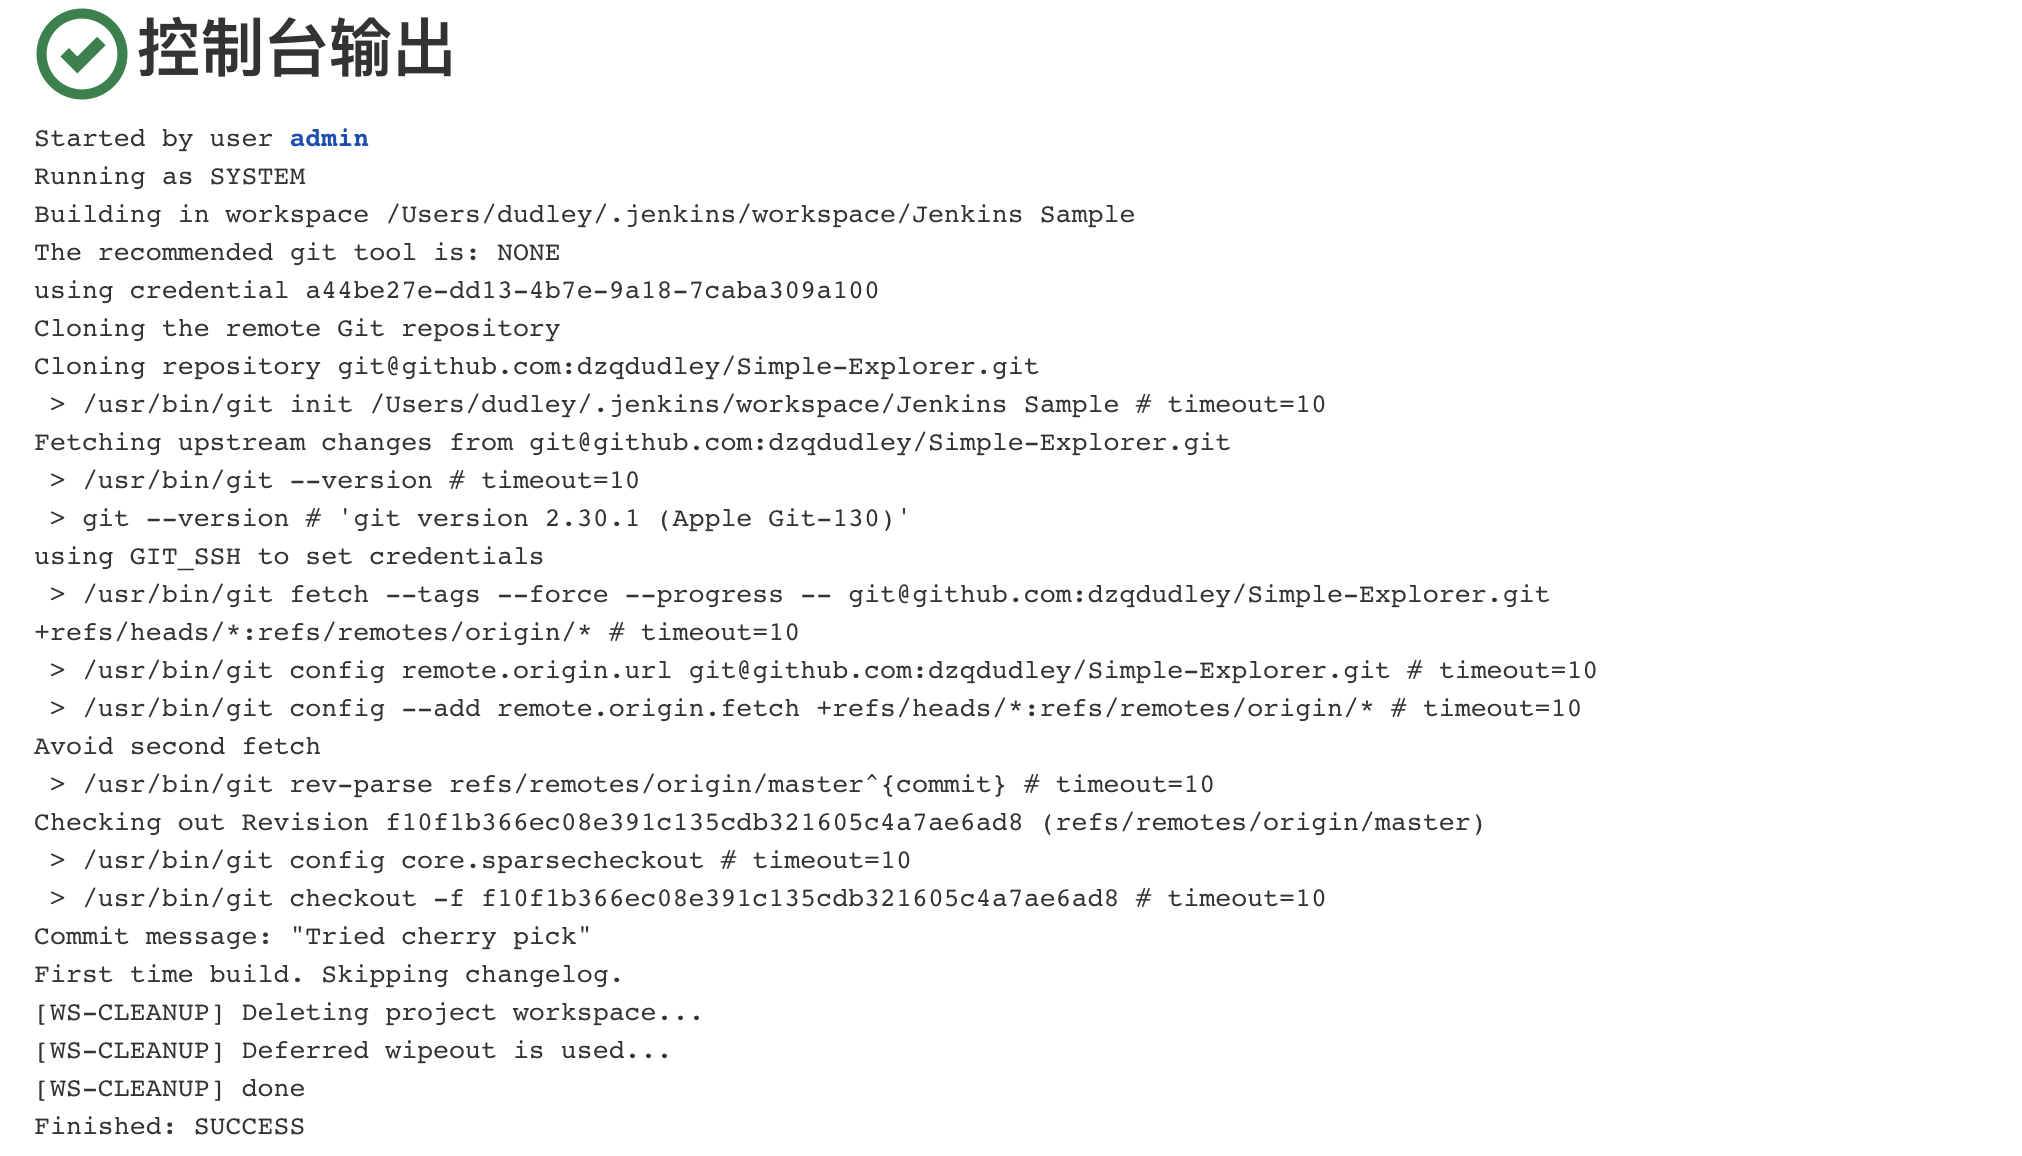 控制台输出
Started by user admin
Running as SYSTEM
Building in workspace /Users/dudley/.jenkins/workspace/Jenkins Sample
The recommended git tool is: NONE
using credential a44be27e-dd13-4b7e-9a18-7caba309a100
Cloning the remote Git repository
Cloning repository git@github.com:dzqdudley/Simple-Explorer.git
 > /usr/bin/git init /Users/dudley/.jenkins/workspace/Jenkins Sample # timeout=10
Fetching upstream changes from git@github.com:dzqdudley/Simple-Explorer.git
 > /usr/bin/git --version # timeout=10
 > git --version # 'git version 2.30.1 (Apple Git-130)'
using GIT_SSH to set credentials
 > /usr/bin/git fetch --tags --force --progress -- git@github.com:dzqdudley/Simple-Explorer.git
+refs/heads/*:refs/remotes/origin/* # timeout=10
 > /usr/bin/git config remote.origin.url git@github.com:dzqdudley/Simple-Explorer.git # timeout=10
 > /usr/bin/git config --add remote.origin.fetch +refs/heads/*:refs/remotes/origin/* # timeout=10
Avoid second fetch
 > /usr/bin/git rev-parse refs/remotes/origin/master^{commit} # timeout=10
Checking out Revision f10f1b366ec08e391c135cdb321605c4a7ae6ad8 (refs/remotes/origin/master)
 > /usr/bin/git config core.sparsecheckout # timeout=10
 > /usr/bin/git checkout -f f10f1b366ec08e391c135cdb321605c4a7ae6ad8 # timeout=10
Commit message: "Tried cherry pick"
First time build. Skipping changelog.
[WS-CLEANUP] Deleting project workspace...
[WS-CLEANUP] Deferred wipeout is used...
[WS-CLEANUP] done
Finished: SUCCESS